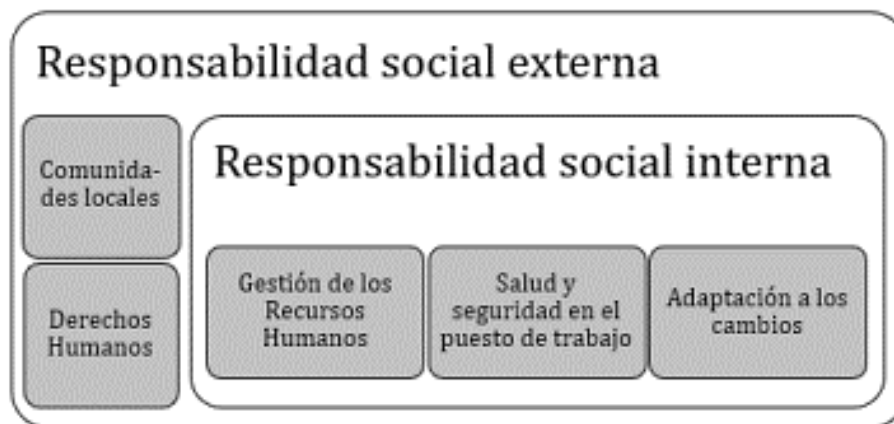 Responsabilidad social externa
Comunida-
des locales
Derechos
Humanos
Responsabilidad social interna
Gestión de los
Recursos
Humanos
Salud y
seguridad en el
puesto de trabajo
Adaptación a los
cambios